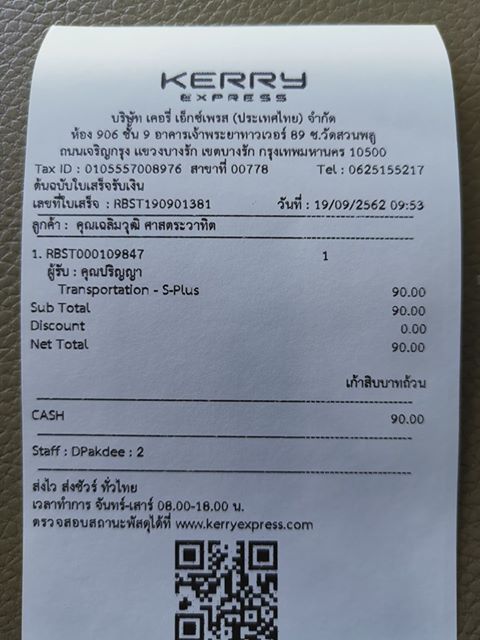 KERRY
EXPRESS
บริษัท เคอรี่ เอ็กซ์เพรส (ประเทศไทย) จำกัด
ห้อง 906 ชั้น 9 อาคารเจ้าพระยาทาวเวอร์ 89 ซ.วัดสวนพลู
ถนนเจริญกรุง แขวงบางรัก เขตบางรัก กรุงเทพมหานคร 10500
Tax ID : 0105557008976 สาขาที่ 00778 Tel : 0625155217
ต้นฉบับใบเสร็จรับเงิน
เลขที่ใบเสร็จ : RBST190901381 วันที่ : 19/09/2562 09:53
ลูกค้า : คุณเฉลิมวุฒิ ศาสตระวาทิต
1. RBST000109847 1
ผู้รับ : คุณปริญญา
Transportation - S-Plus 90.00
Sub Total 90.00
Discount 0.00
Net Total 90.00
เก้าสิบบาทถ้วน
CASH 90.00
Staff : DPakdee : 2
ส่งไว ส่งชัวร์ ทั่วไทย
เวลาทำการ จันทร์-เสาร์ 08.00-18.00 น.
ตรวจสอบสถานะพัสดุได้ที่ www.kerryexpress.com